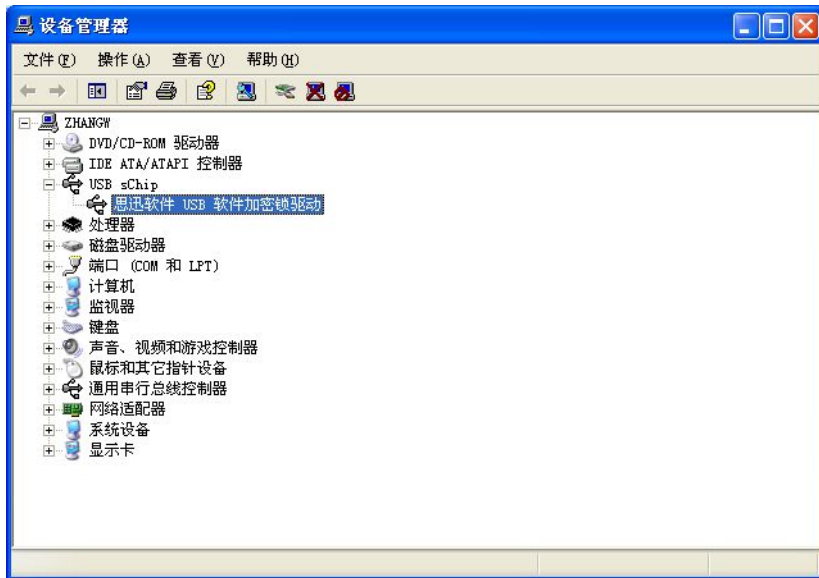 设备管理器
文件(F) 操作(A) 查看(V) 帮助(H)
ZHANGW
DVD/CD-ROM 驱动器
IDE ATA/ATAPI 控制器
USB sChip
思迅软件 USB 软件加密锁驱动
处理器
磁盘驱动器
端口 (COM 和 LPT)
计算机
监视器
键盘
声音、视频和游戏控制器
鼠标和其它指针设备
通用串行总线控制器
网络适配器
系统设备
显示卡